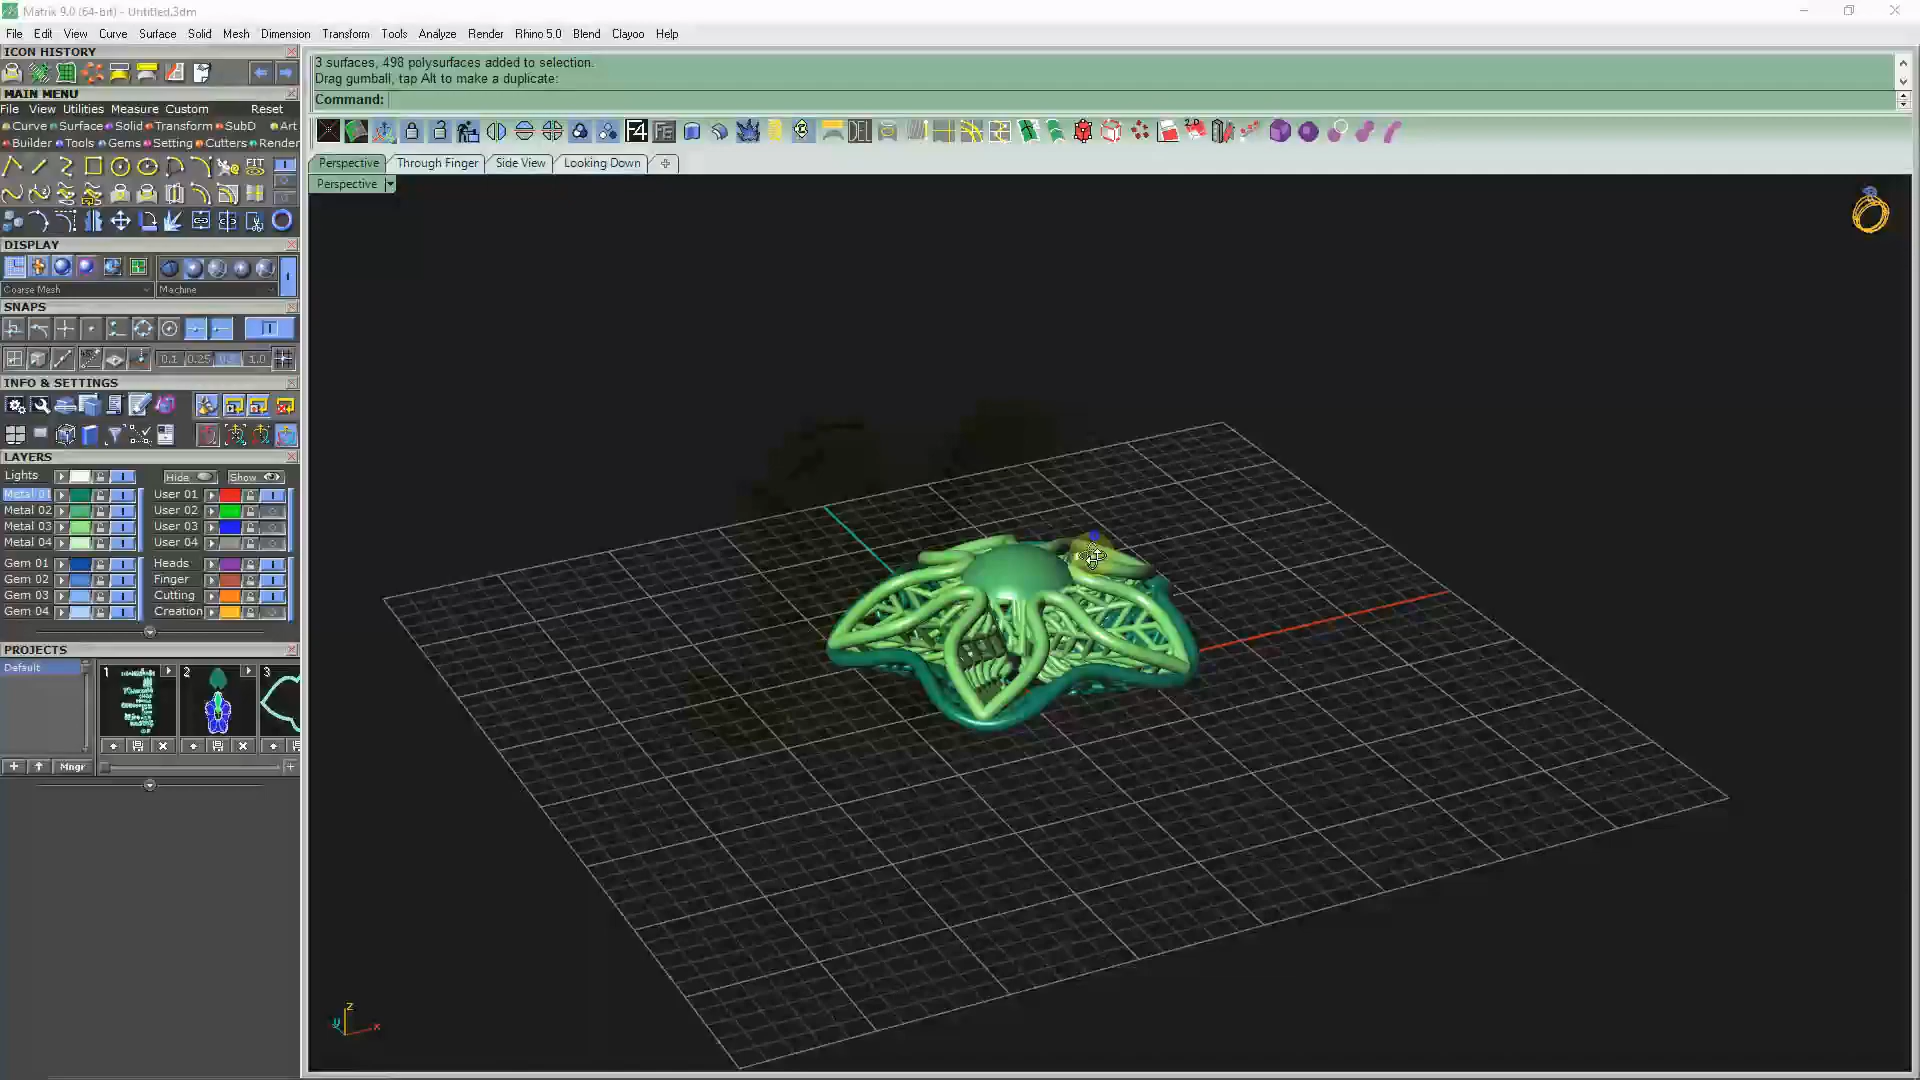 Matrix 9.0 (64-bit) - Untitled.3dm
File Edit View Curve Surface Solid Mesh Dimension Transform Tools Analyze Render Rhino 5.0 Blend Clayoo Help
ICON HISTORY
3 surfaces, 498 polysurfaces added to selection.
Drag gumball, tap Alt to make a duplicate:
Command:
MAIN MENU
File View Utilities Measure Custom Reset
Curve Surface Solid Transform SubD Art
Builder Tools Gems Setting Cutters Render
F4 F6 DEL 2D
Perspective Through Finger Side View Looking Down
Perspective
FIT
DISPLAY
Coarse Mesh Machine
SNAPS
0.1 0.25 1.0
INFO & SETTINGS
LAYERS
Lights Hide Show
Metal 01 User 01
Metal 02 User 02
Metal 03 User 03
Metal 04 User 04
Gem 01 Heads
Gem 02 Finger
Gem 03 Cutting
Gem 04 Creation
PROJECTS
Default 1 2 3
Mngr
z
y x